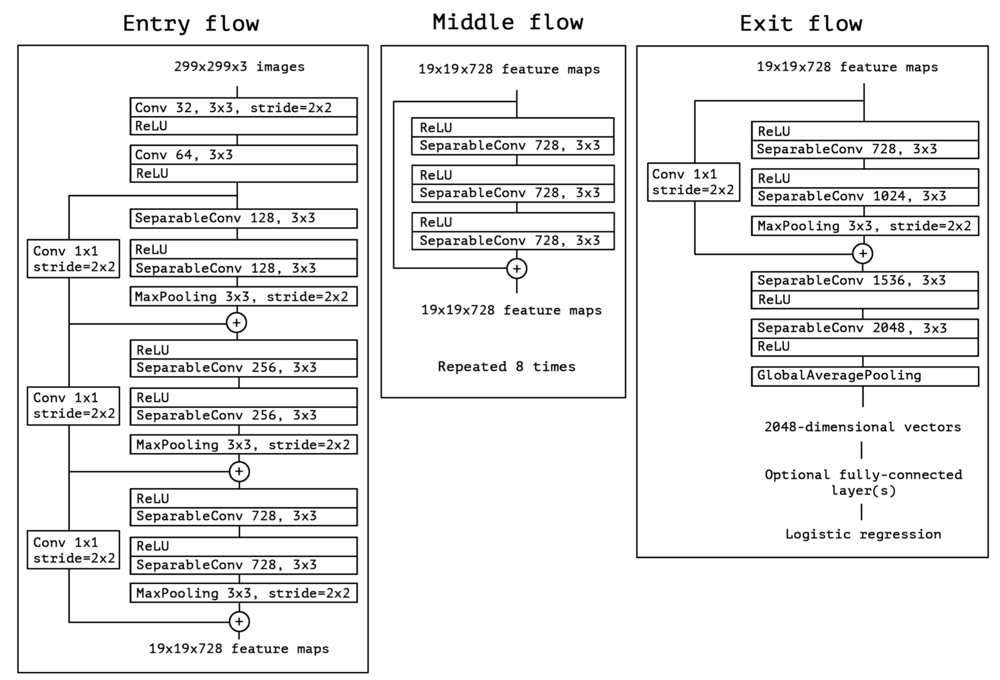 Entry flow
299x299x3 images
Conv 32, 3x3, stride=2x2
ReLU
Conv 64, 3x3
ReLU
SeparableConv 128, 3x3
Conv 1x1
stride=2x2
ReLU
SeparableConv 128, 3x3
MaxPooling 3x3, stride=2x2
+
ReLU
SeparableConv 256, 3x3
Conv 1x1
stride=2x2
ReLU
SeparableConv 256, 3x3
MaxPooling 3x3, stride=2x2
+
ReLU
SeparableConv 728, 3x3
Conv 1x1
stride=2x2
ReLU
SeparableConv 728, 3x3
MaxPooling 3x3, stride=2x2
+
19x19x728 feature maps
Middle flow
19x19x728 feature maps
ReLU
SeparableConv 728, 3x3
ReLU
SeparableConv 728, 3x3
ReLU
SeparableConv 728, 3x3
+
19x19x728 feature maps
Repeated 8 times
Exit flow
19x19x728 feature maps
ReLU
SeparableConv 728, 3x3
Conv 1x1
stride=2x2
ReLU
SeparableConv 1024, 3x3
MaxPooling 3x3, stride=2x2
+
SeparableConv 1536, 3x3
ReLU
SeparableConv 2048, 3x3
ReLU
GlobalAveragePooling
2048-dimensional vectors
Optional fully-connected
layer(s)
Logistic regression